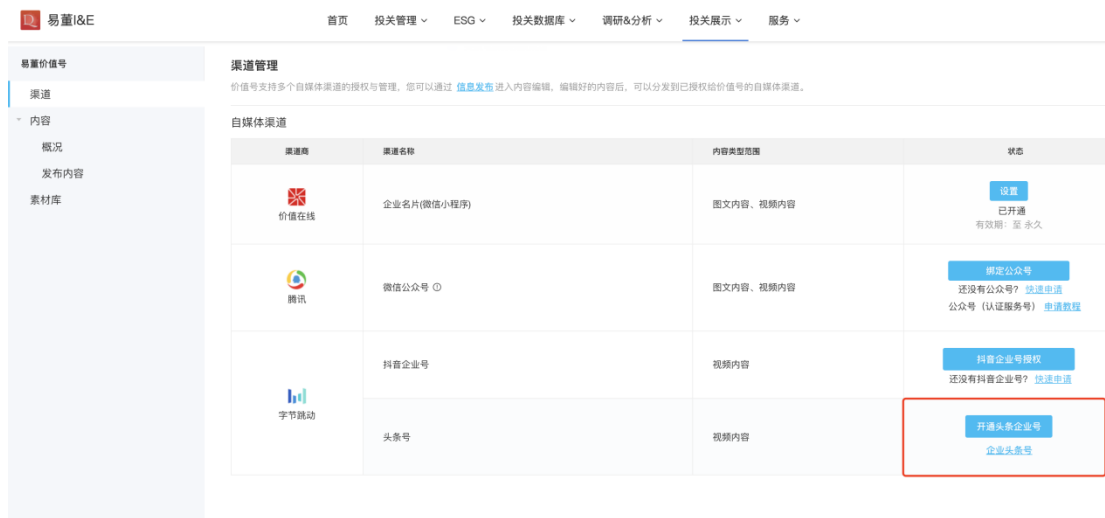 易董I&E
首页 投关管理 ESG 投关数据库 调研&分析 投关展示 服务
易董价值号
渠道
内容
概况
发布内容
素材库
渠道管理
价值号支持多个自媒体渠道的授权与管理，您可以通过 信息发布 进入内容编辑，编辑好的内容后，可以分发到已授权给价值号的自媒体渠道。
自媒体渠道
渠道商 渠道名称 内容类型范围 状态
价值在线 企业名片(微信小程序) 图文内容、视频内容 设置
已开通
有效期：至 永久
腾讯 微信公众号 图文内容、视频内容 绑定公众号
还没有公众号？ 快速申请
公众号（认证服务号） 申请教程
字节跳动
抖音企业号 视频内容 抖音企业号授权
还没有抖音企业号？ 快速申请
头条号 视频内容 开通头条企业号
企业头条号